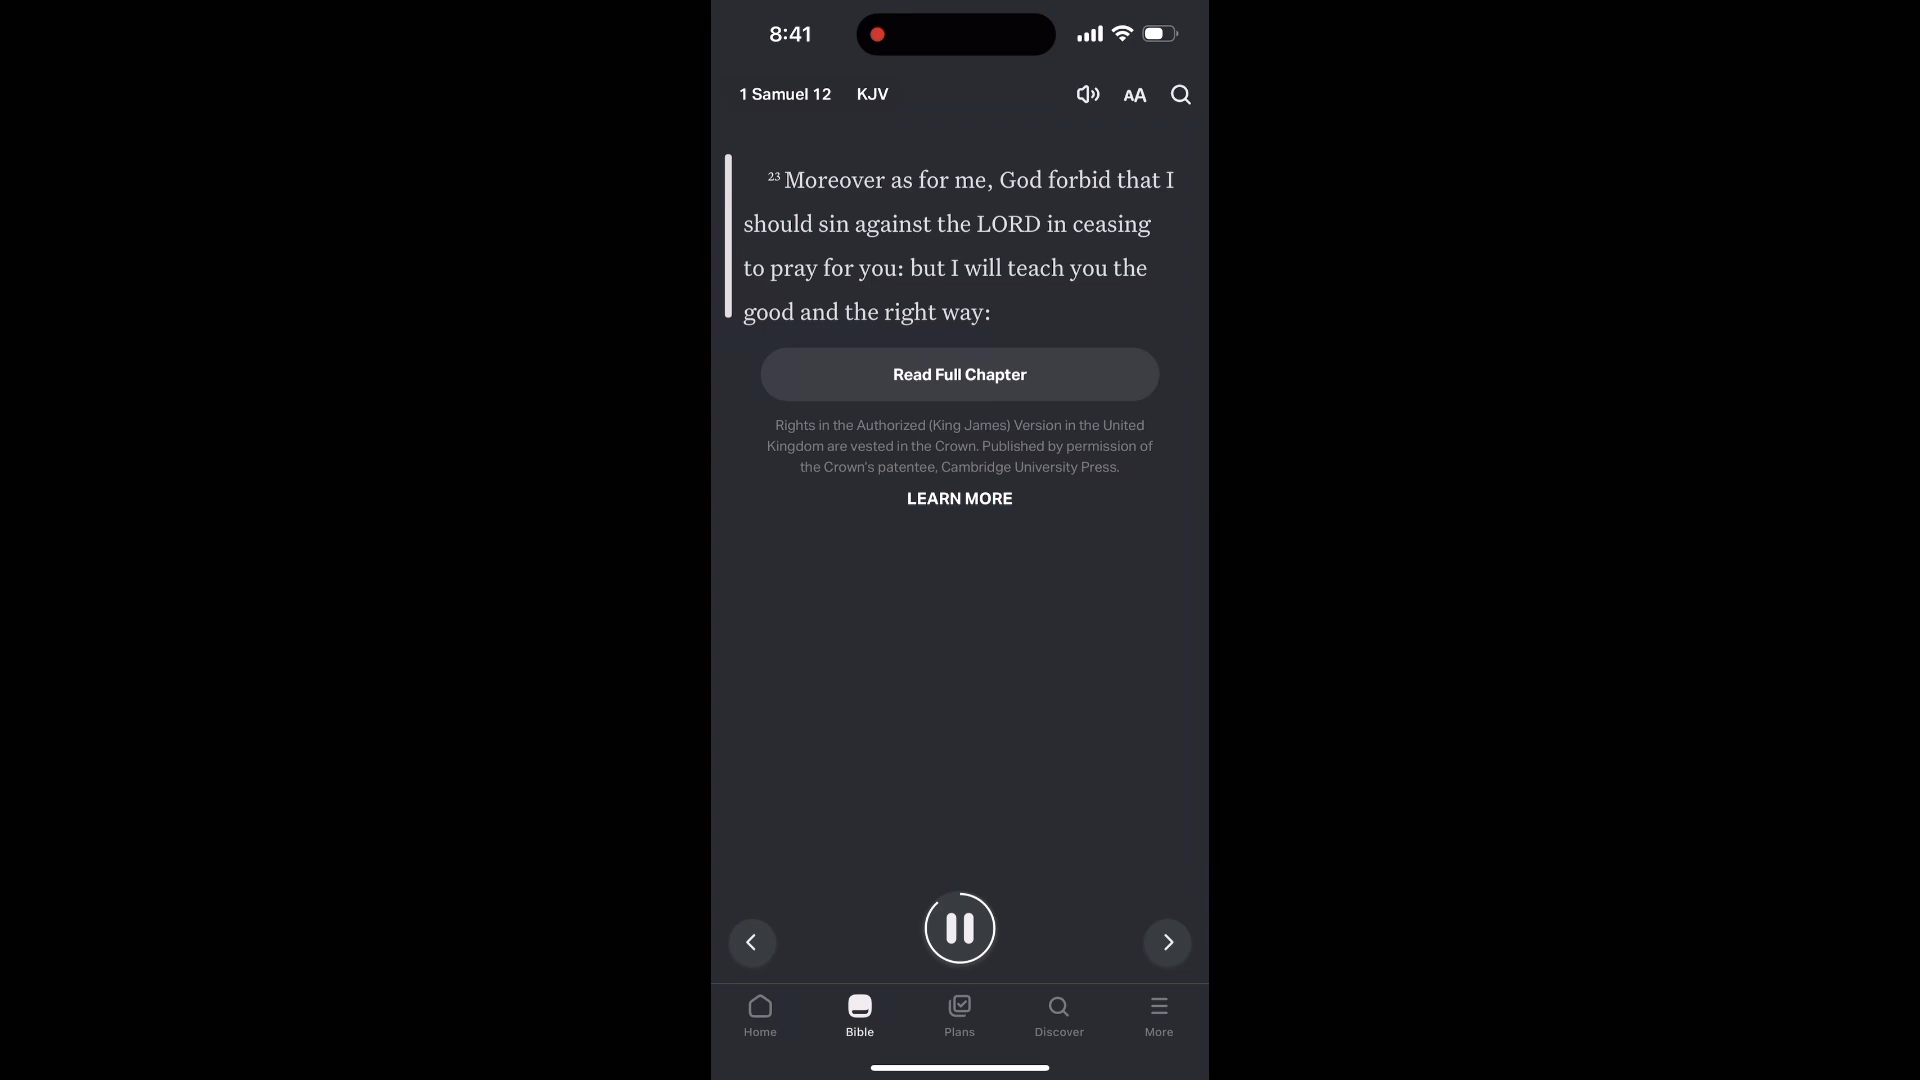 8:41
1 Samuel 12 KJV AA
23 Moreover as for me, God forbid that I
should sin against the LORD in ceasing
to pray for you: but I will teach you the
good and the right way:
Read Full Chapter
Rights in the Authorized (King James) Version in the United
Kingdom are vested in the Crown. Published by permission of
the Crown's patentee, Cambridge University Press.
LEARN MORE
Home Bible Plans Discover More